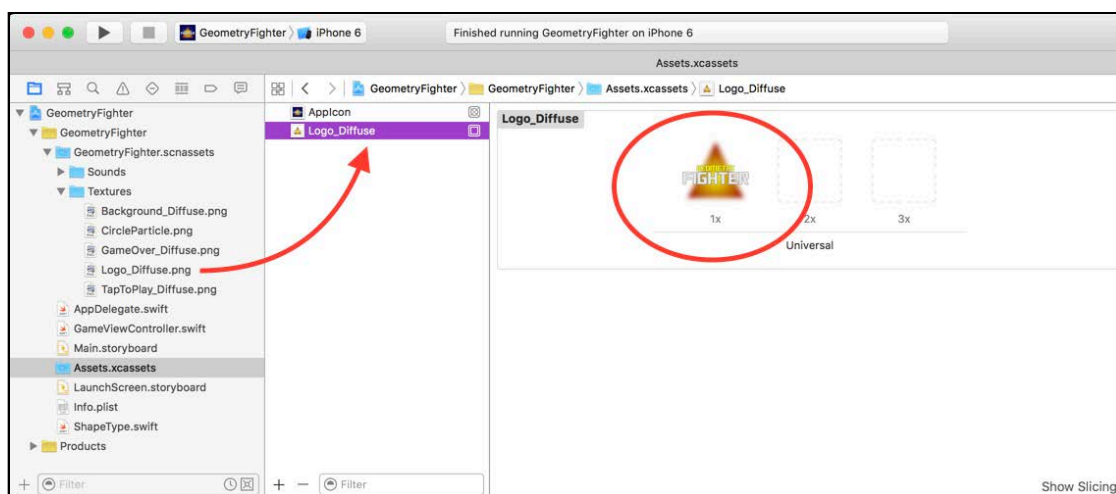 GeometryFighter iPhone 6 Finished running GeometryFighter on iPhone 6
Assets.xcassets
GeometryFighter GeometryFighter Assets.xcassets Logo_Diffuse
GeometryFighter
GeometryFighter
GeometryFighter.scnassets
Sounds
Textures
Background_Diffuse.png
CircleParticle.png
GameOver_Diffuse.png
Logo_Diffuse.png
TapToPlay_Diffuse.png
AppDelegate.swift
GameViewController.swift
Main.storyboard
Assets.xcassets
LaunchScreen.storyboard
Info.plist
ShapeType.swift
Products
Filter
AppIcon
Logo_Diffuse
Filter
Logo_Diffuse
GEOMETRY
FIGHTER
1x 2x 3x
Universal
Show Slicing